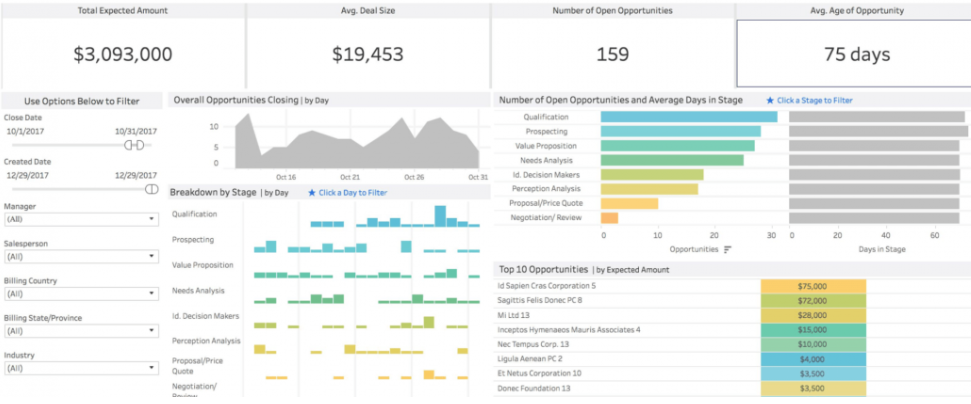 Total Expected Amount
Avg. Deal Size
Number of Open Opportunities
Avg. Age of Opportunity
$3,093,000
$19,453
159
75 days
Use Options Below to Filter
Close Date
10/1/2017
10/31/2017
Created Date
12/29/2017
12/29/2017
Manager
(All)
Salesperson
(All)
Billing Country
(All)
Billing State/Province
(All)
Industry
(All)
Overall Opportunities Closing | by Day
10
5
0
Oct 16
Oct 21
Oct 26
Oct 31
Breakdown by Stage | by Day
★ Click a Day to Filter
Qualification
Prospecting
Value Proposition
Needs Analysis
Id. Decision Makers
Perception Analysis
Proposal/Price
Quote
Negotiation/
Review
Number of Open Opportunities and Average Days in Stage
★ Click a Stage to Filter
Qualification
Prospecting
Value Proposition
Needs Analysis
Id. Decision Makers
Perception Analysis
Proposal/Price Quote
Negotiation/ Review
0
10
20
30
0
20
40
60
Opportunities
Days in Stage
Top 10 Opportunities | by Expected Amount
Id Sapien Cras Corporation 5
$75,000
Sagittis Felis Donec PC 8
$72,000
Mi Ltd 13
$28,000
Inceptos Hymenaeos Mauris Associates 4
$15,000
Nec Tempus Corp. 13
$10,000
Ligula Aenean PC 2
$4,000
Et Netus Corporation 10
$3,500
Donec Foundation 13
$3,500